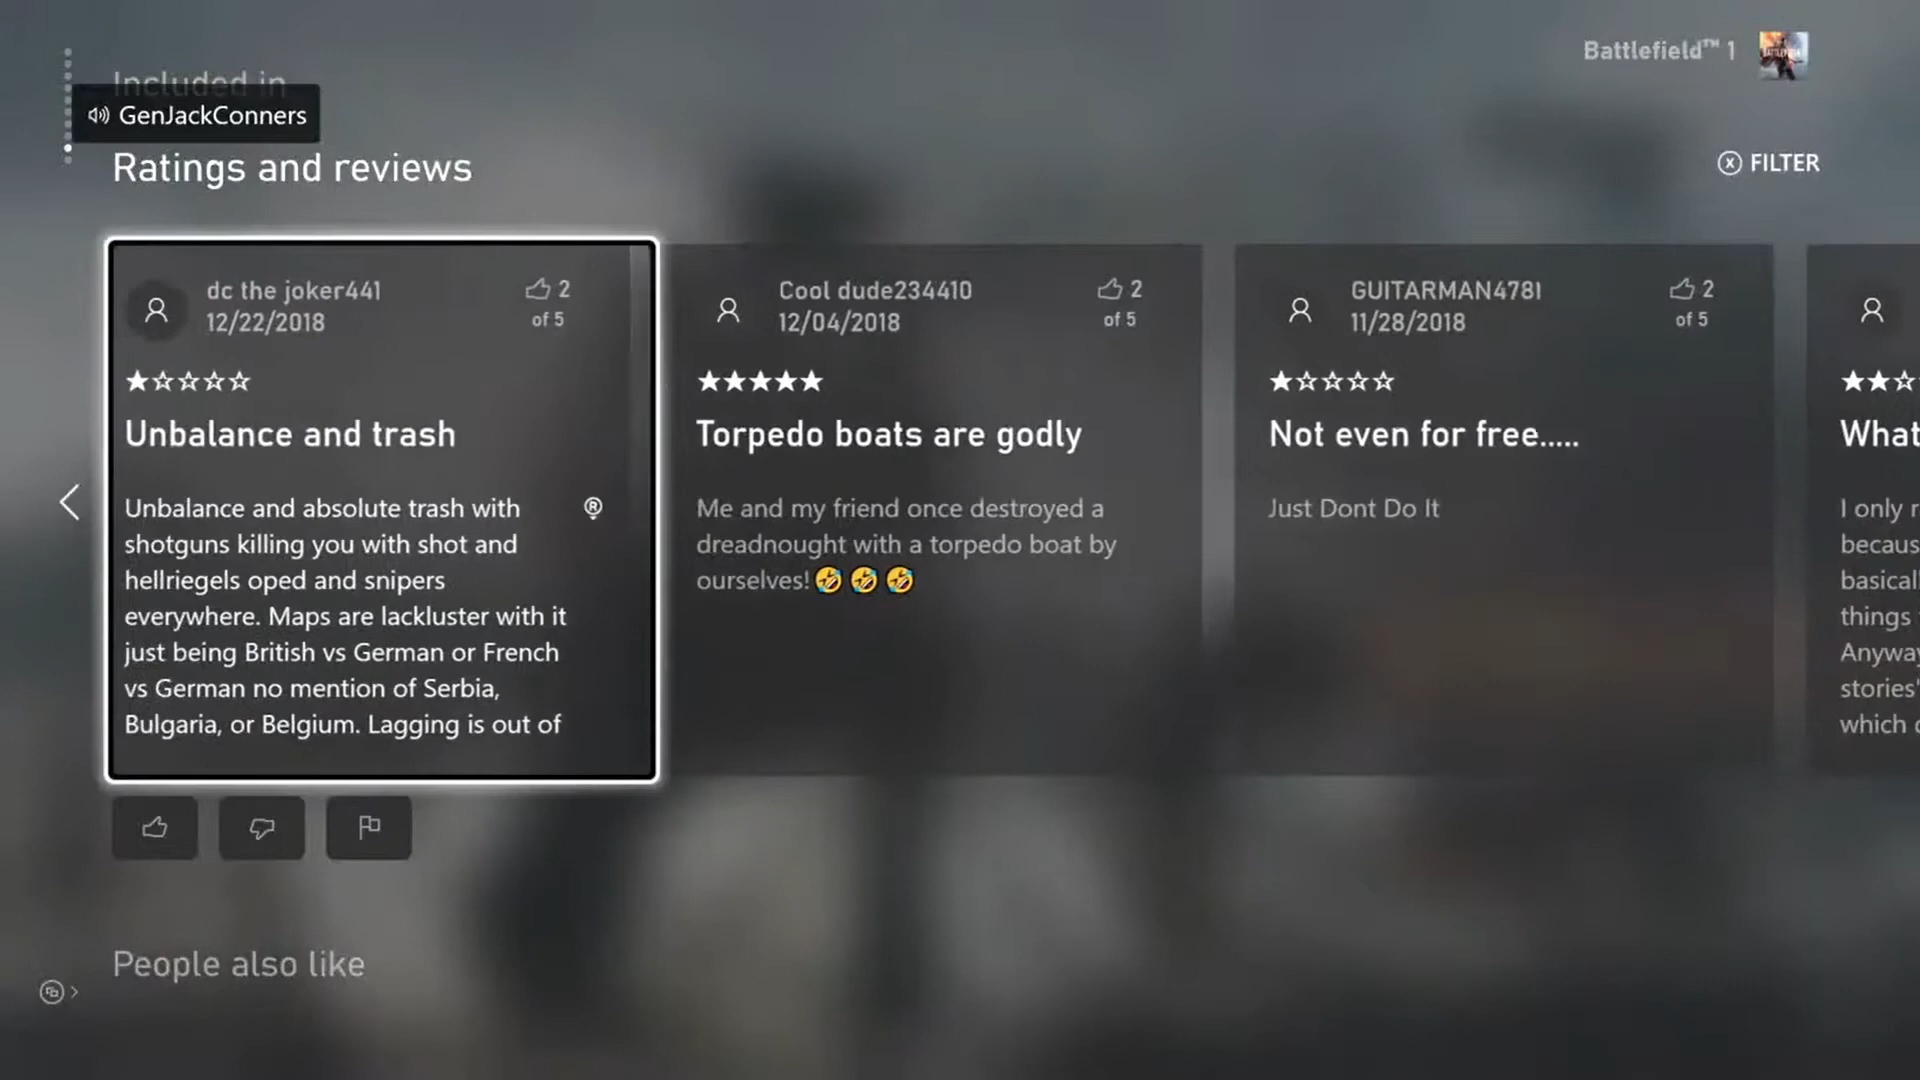 Battlefield™ 1
Included in
GenJackConners
Ratings and reviews
FILTER
dc the joker441
12/22/2018
2
of 5
Unbalance and trash
Unbalance and absolute trash with
shotguns killing you with shot and
hellriegels oped and snipers
everywhere. Maps are lackluster with it
just being British vs German or French
vs German no mention of Serbia,
Bulgaria, or Belgium. Lagging is out of
Cool dude234410
12/04/2018
2
of 5
Torpedo boats are godly
Me and my friend once destroyed a
dreadnought with a torpedo boat by
ourselves!🤣🤣🤣
GUITARMAN4781
11/28/2018
2
of 5
Not even for free.....
Just Dont Do It
What
I only r
becaus
basicall
things
Anyway
stories'
which
People also like